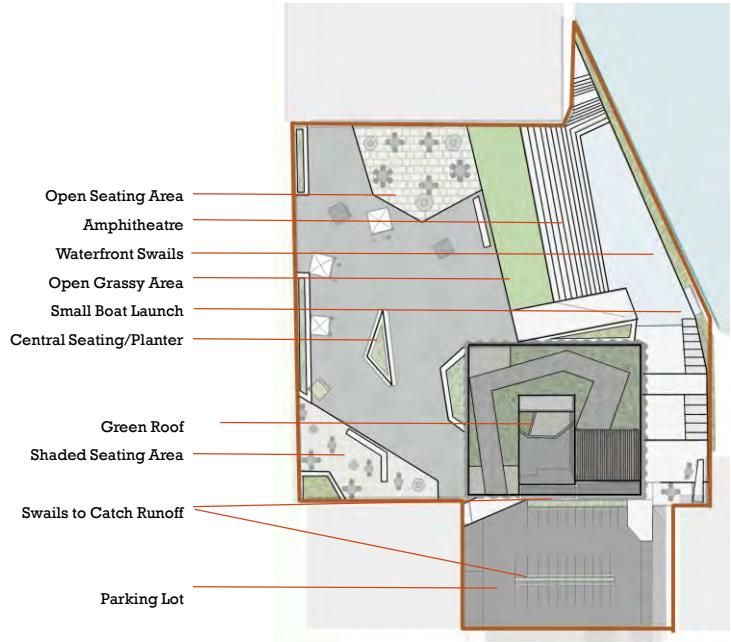 Open Seating Area
Amphitheatre
Waterfront Swails
Open Grassy Area
Small Boat Launch
Central Seating/Planter
Green Roof
Shaded Seating Area
Swails to Catch Runoff
Parking Lot